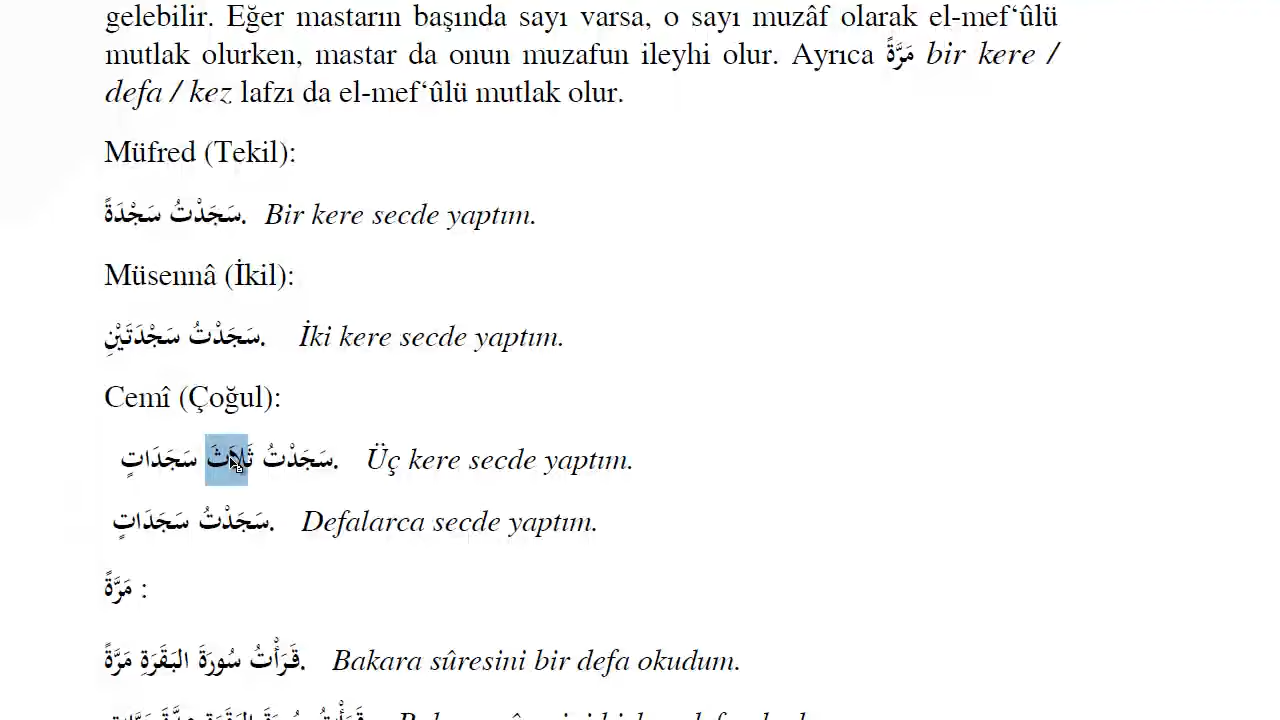 gelebilir. Eğer mastarın başında sayı varsa, o sayı muzâf olarak el-mef‘ûlü
mutlak olurken, mastar da onun muzafun ileyhi olur. Ayrıca مَرَّةً bir kere /
defa / kez lafzı da el-mef‘ûlü mutlak olur.
Müfred (Tekil):
سَجَدْتُ سَجْدَةً. Bir kere secde yaptım.
Müsennâ (İkil):
سَجَدْتُ سَجْدَتَيْنِ. İki kere secde yaptım.
Cemî (Çoğul):
سَجَدْتُ ثَلاَثَ سَجَدَاتٍ. Üç kere secde yaptım.
سَجَدْتُ سَجَدَاتٍ. Defalarca secde yaptım.
مَرَّةً :
قَرَأْتُ سُورَةَ البَقَرَةِ مَرَّةً. Bakara sûresini bir defa okudum.